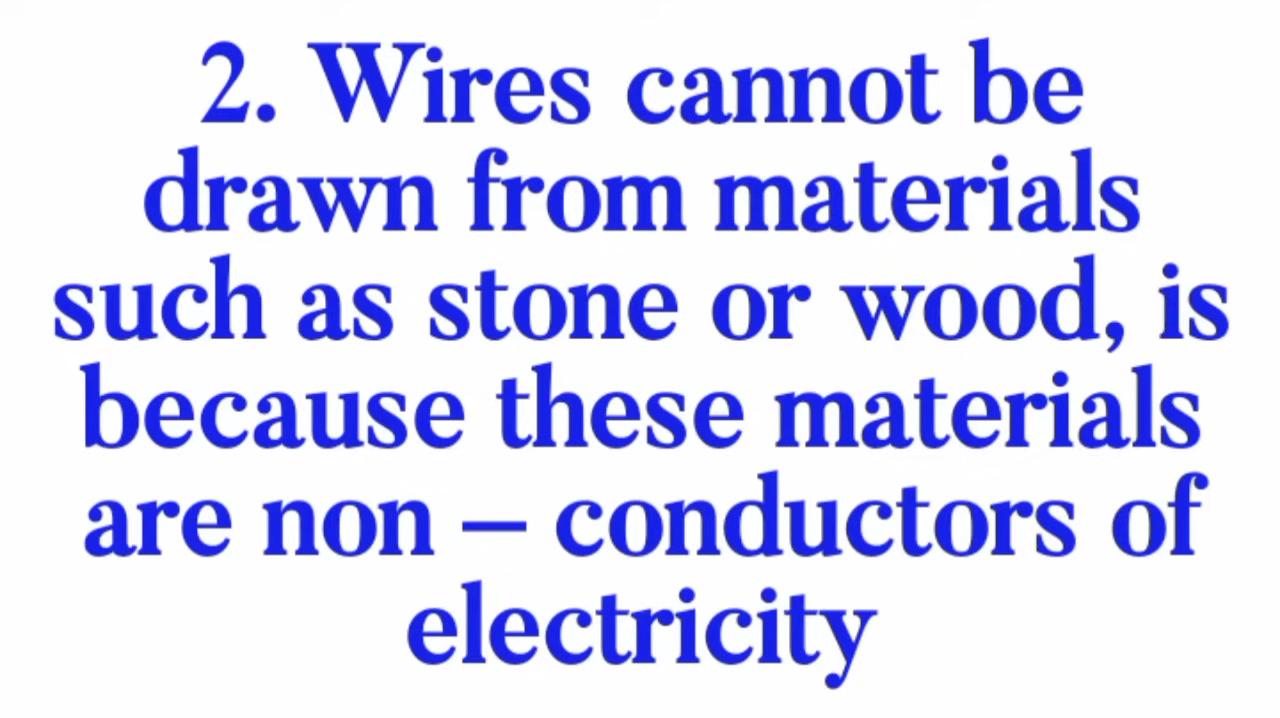 2. Wires cannot be
drawn from materials
such as stone or wood, is
because these materials
are non – conductors of
electricity